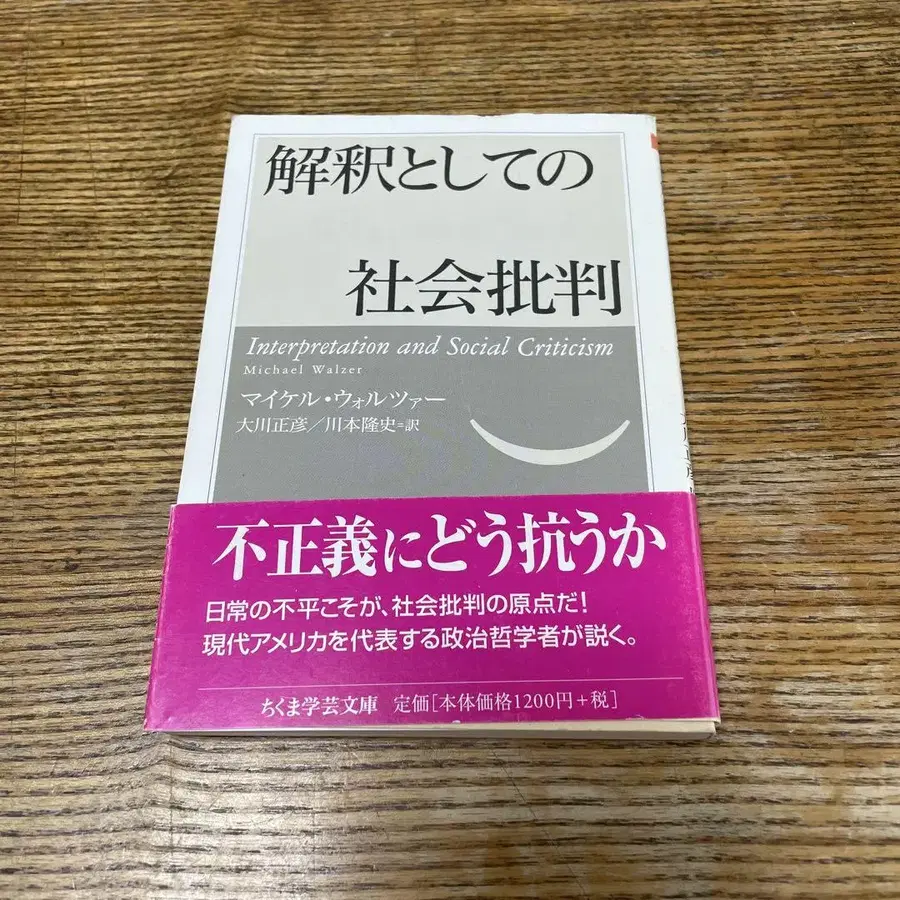 解釈としての
社会批判
Interpretation and Social Criticism
Michael Walzer
マイケル・ウォルツァー
大川正彦／川本隆史=訳
不正義にどう抗うか
日常の不平こそが、社会批判の原点だ!
現代アメリカを代表する政治哲学者が説く。
ちくま学芸文庫 定価[本体価格1200円+税]